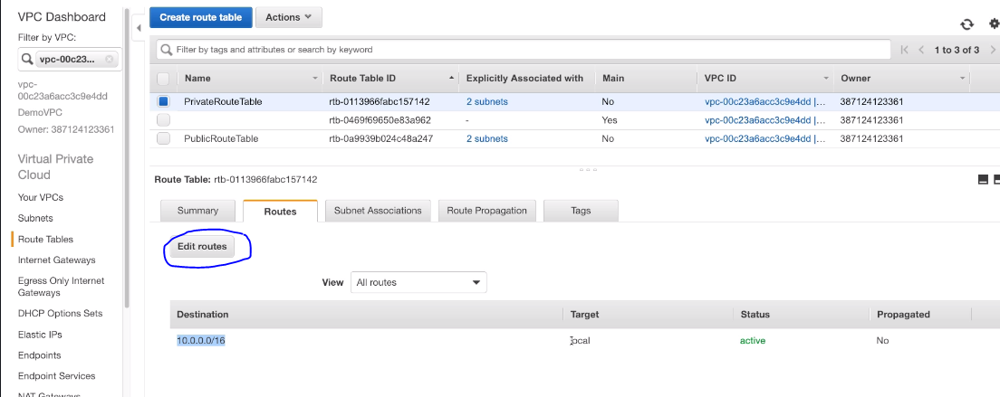 VPC Dashboard
Filter by VPC:
vpc-00c23...
vpc-
00c23a6acc3c9e4dd
DemoVPC
Owner: 387124123361
Virtual Private
Cloud
Your VPCs
Subnets
Route Tables
Internet Gateways
Egress Only Internet
Gateways
DHCP Options Sets
Elastic IPs
Endpoints
Endpoint Services
NAT Gateways
Create route table Actions
Filter by tags and attributes or search by keyword
1 to 3 of 3
Name Route Table ID Explicitly Associated with Main VPC ID Owner
PrivateRouteTable rtb-0113966fabc157142 2 subnets No vpc-00c23a6acc3c9e4dd |... 387124123361
rtb-0469f69650e83a962 - Yes vpc-00c23a6acc3c9e4dd |... 387124123361
PublicRouteTable rtb-0a9939b024c48a247 2 subnets No vpc-00c23a6acc3c9e4dd |... 387124123361
Route Table: rtb-0113966fabc157142
Summary Routes Subnet Associations Route Propagation Tags
Edit routes
View All routes
Destination Target Status Propagated
10.0.0.0/16 local active No